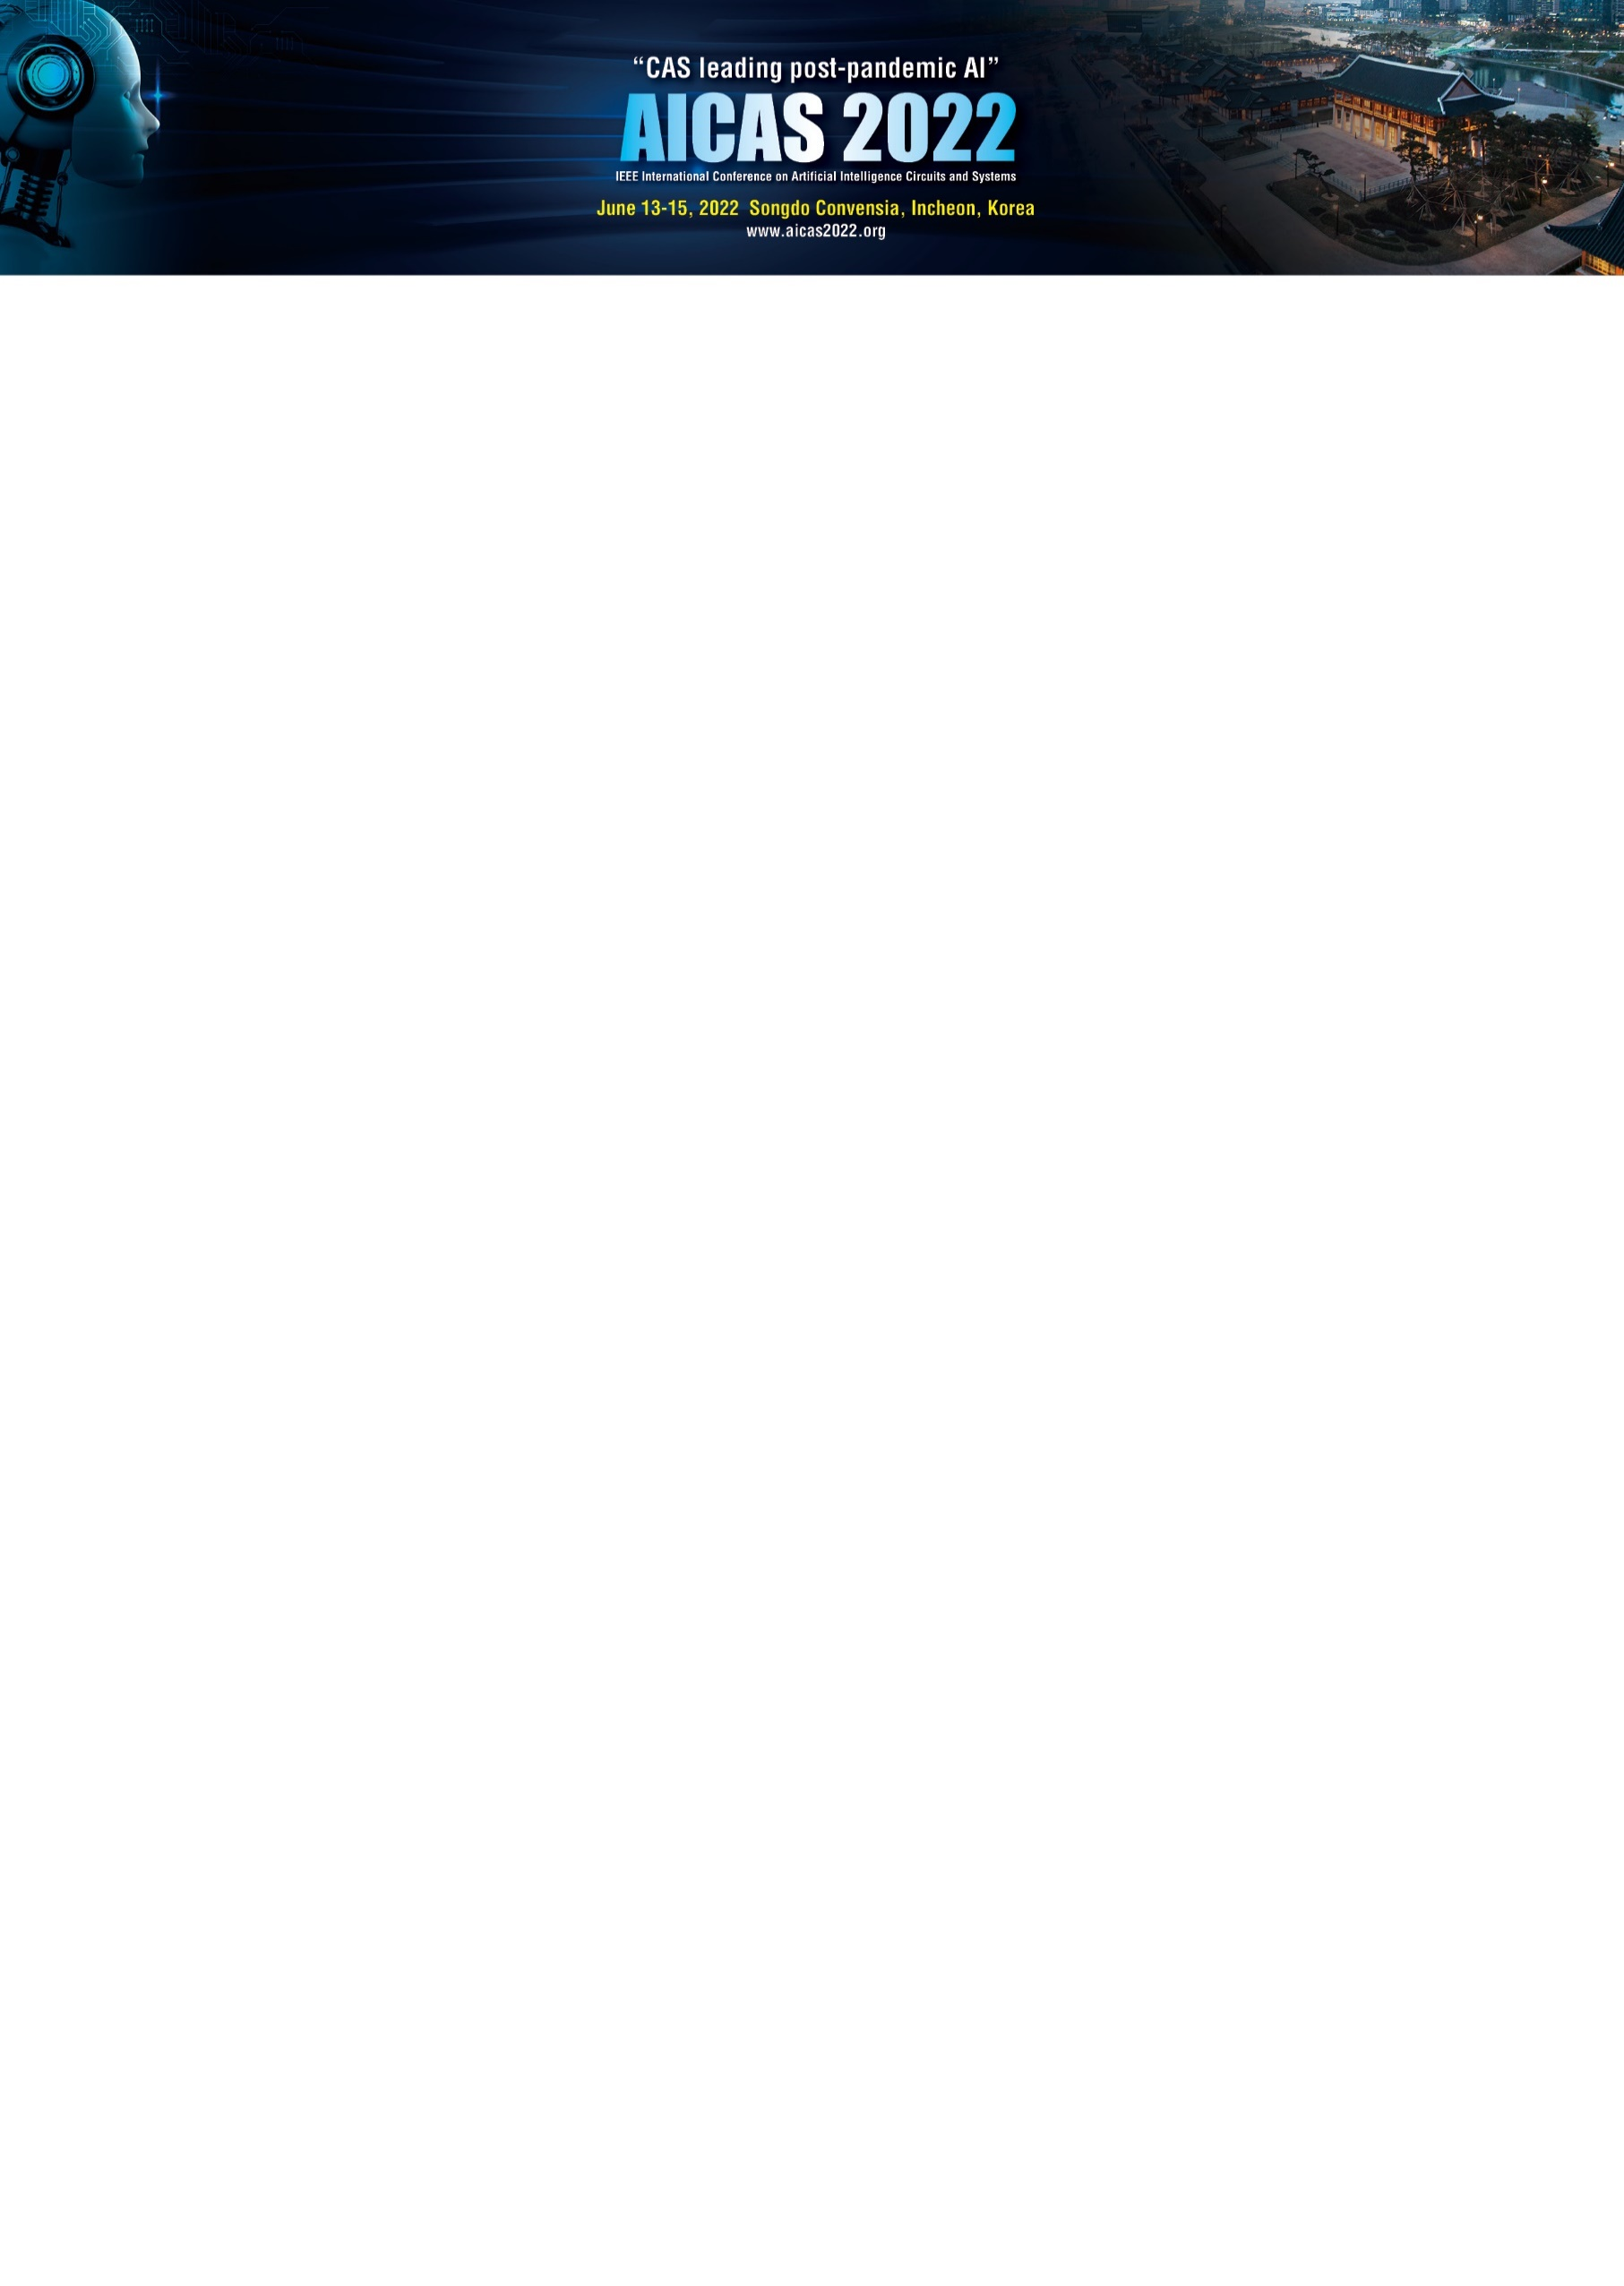 “CAS leading post-pandemic AI”
AICAS 2022
IEEE International Conference on Artificial Intelligence Circuits and Systems
June 13-15, 2022 Songdo Convensia, Incheon, Korea
www.aicas2022.org